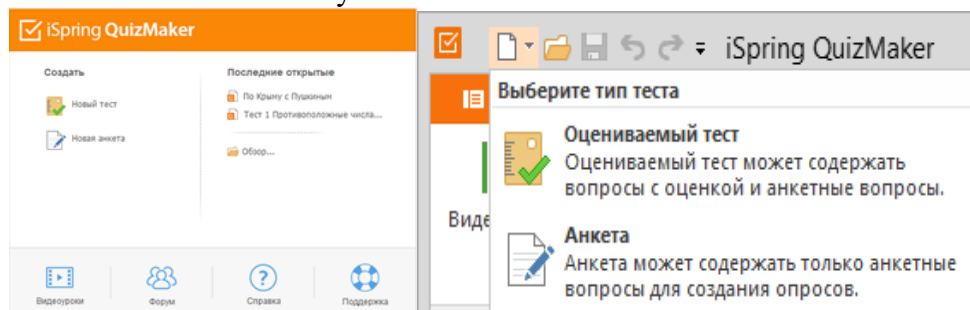 iSpring QuizMaker
Создать
Новый тест
Новая анкета
Последние открытые
По Крыму с Пушкиным
Тест 1 Противоположные числа...
Обзор...
Видеоуроки
Форум
Справка
Поддержка
iSpring QuizMaker
Выберите тип теста
Оцениваемый тест
Оцениваемый тест может содержать
вопросы с оценкой и анкетные вопросы.
Виде
Анкета
Анкета может содержать только анкетные
вопросы для создания опросов.